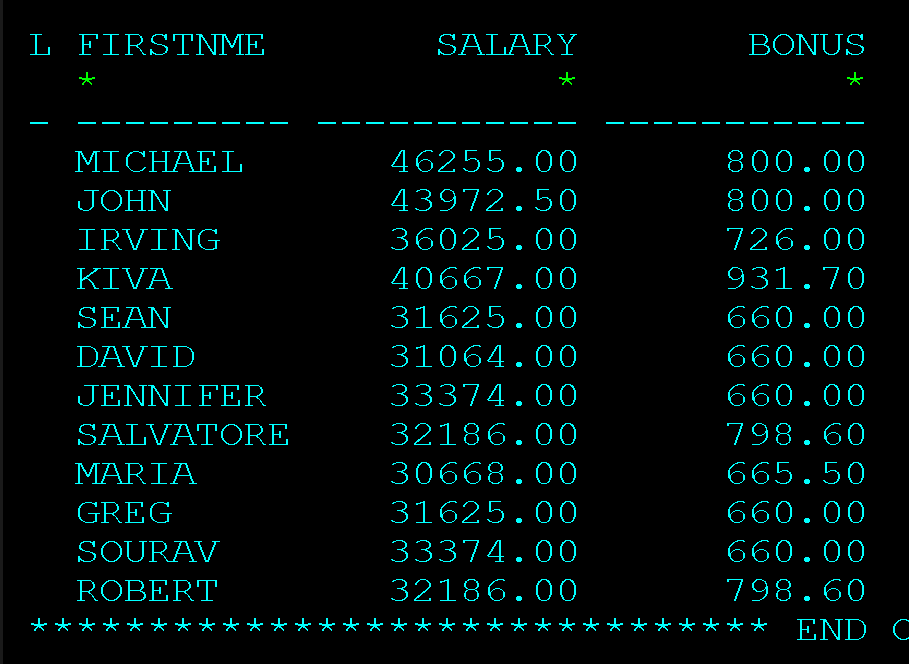 L FIRSTNME SALARY BONUS
* * *
- --------- ----------- -----------
MICHAEL 46255.00 800.00
JOHN 43972.50 800.00
IRVING 36025.00 726.00
KIVA 40667.00 931.70
SEAN 31625.00 660.00
DAVID 31064.00 660.00
JENNIFER 33374.00 660.00
SALVATORE 32186.00 798.60
MARIA 30668.00 665.50
GREG 31625.00 660.00
SOURAV 33374.00 660.00
ROBERT 32186.00 798.60
******************************* END